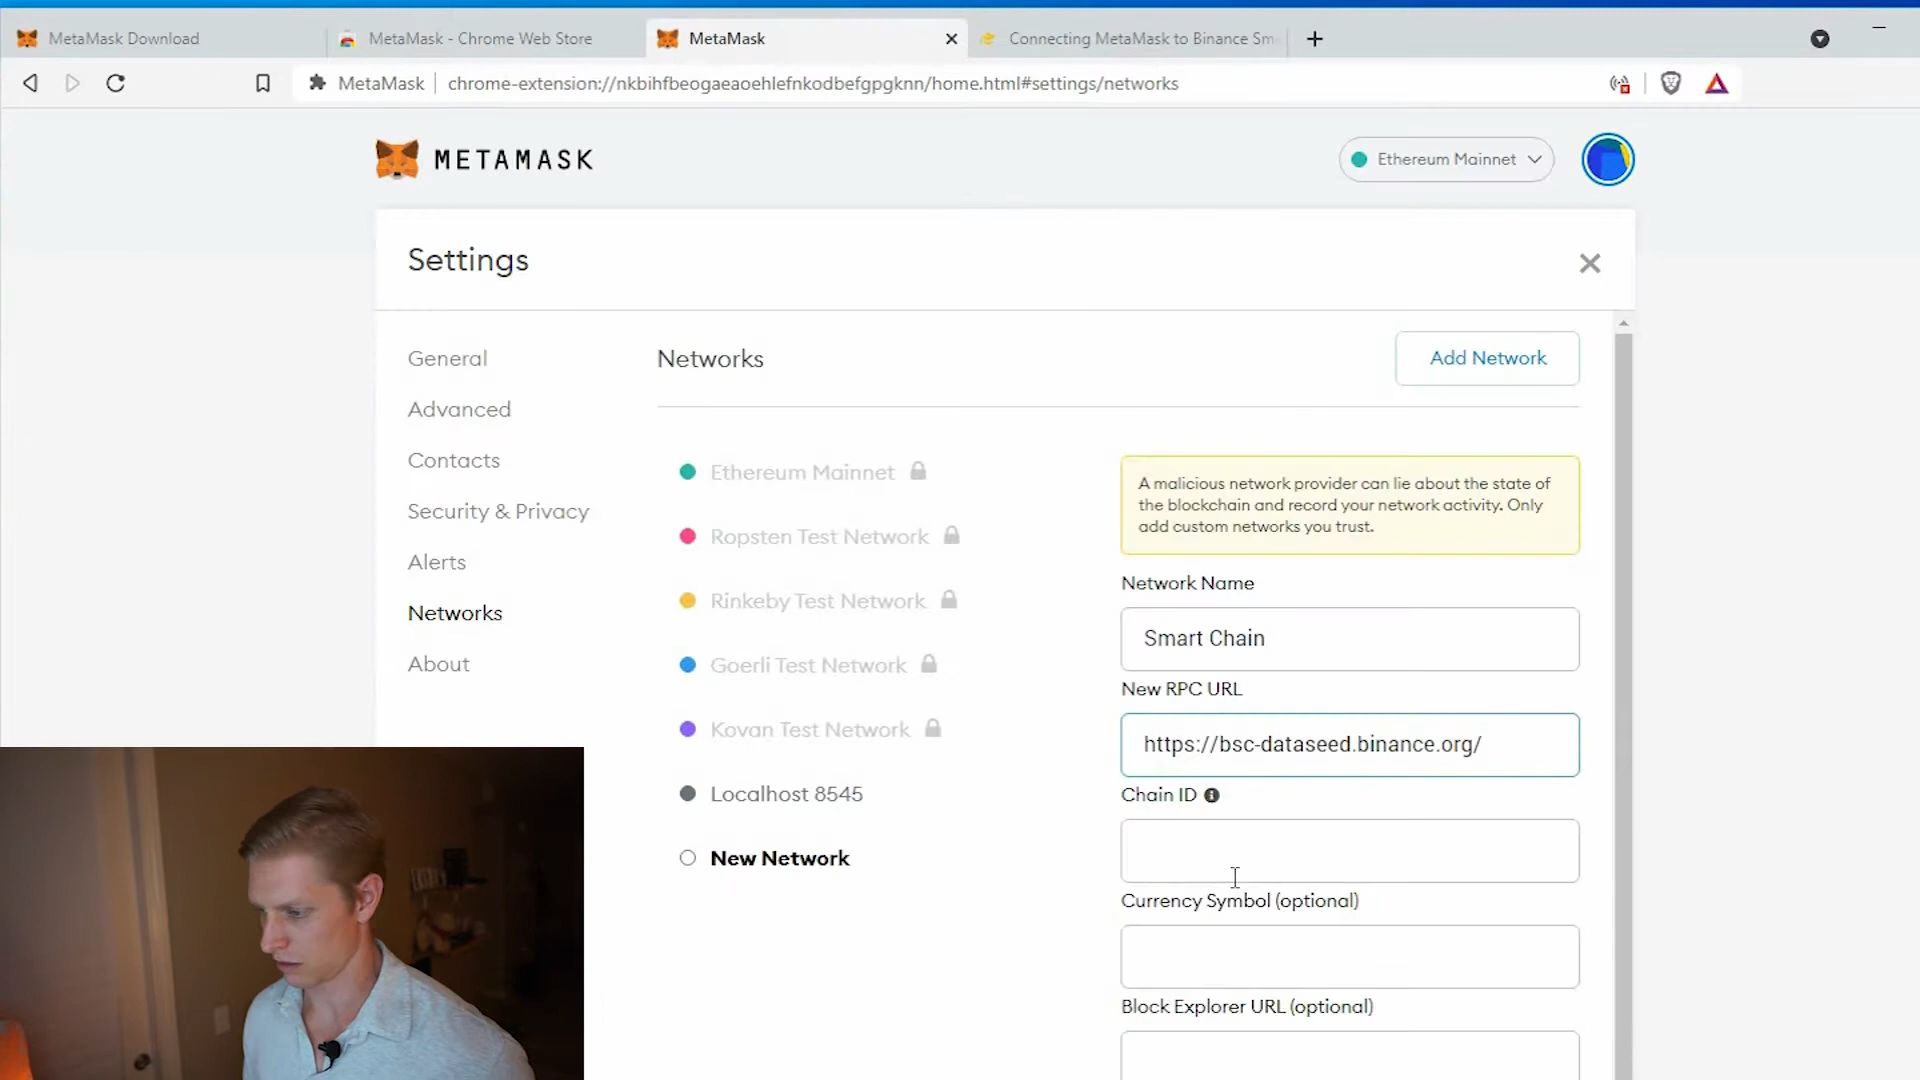 MetaMask Download
MetaMask - Chrome Web Store
MetaMask
Connecting MetaMask to Binance Sm
MetaMask
chrome-extension://nkbihfbeogaeaoehlefnkodbefgpgknn/home.html#settings/networks
METAMASK
Ethereum Mainnet
Settings
General
Advanced
Contacts
Security & Privacy
Alerts
Networks
About
Networks
Add Network
Ethereum Mainnet
Ropsten Test Network
Rinkeby Test Network
Goerli Test Network
Kovan Test Network
Localhost 8545
New Network
A malicious network provider can lie about the state of
the blockchain and record your network activity. Only
add custom networks you trust.
Network Name
Smart Chain
New RPC URL
https://bsc-dataseed.binance.org/
Chain ID
Currency Symbol (optional)
Block Explorer URL (optional)